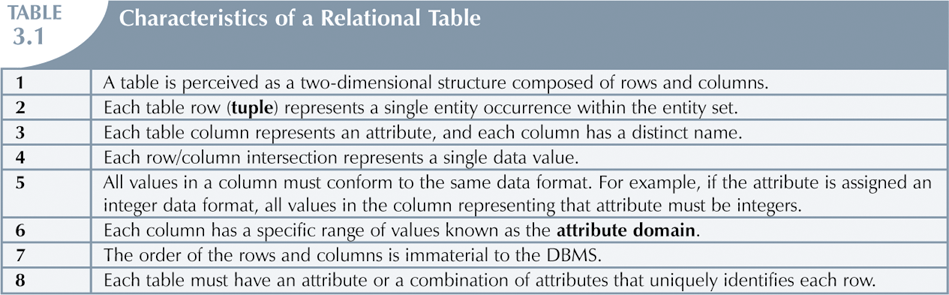 TABLE
3.1
Characteristics of a Relational Table
1 A table is perceived as a two-dimensional structure composed of rows and columns.
2 Each table row (tuple) represents a single entity occurrence within the entity set.
3 Each table column represents an attribute, and each column has a distinct name.
4 Each row/column intersection represents a single data value.
5 All values in a column must conform to the same data format. For example, if the attribute is assigned an
integer data format, all values in the column representing that attribute must be integers.
6 Each column has a specific range of values known as the attribute domain.
7 The order of the rows and columns is immaterial to the DBMS.
8 Each table must have an attribute or a combination of attributes that uniquely identifies each row.